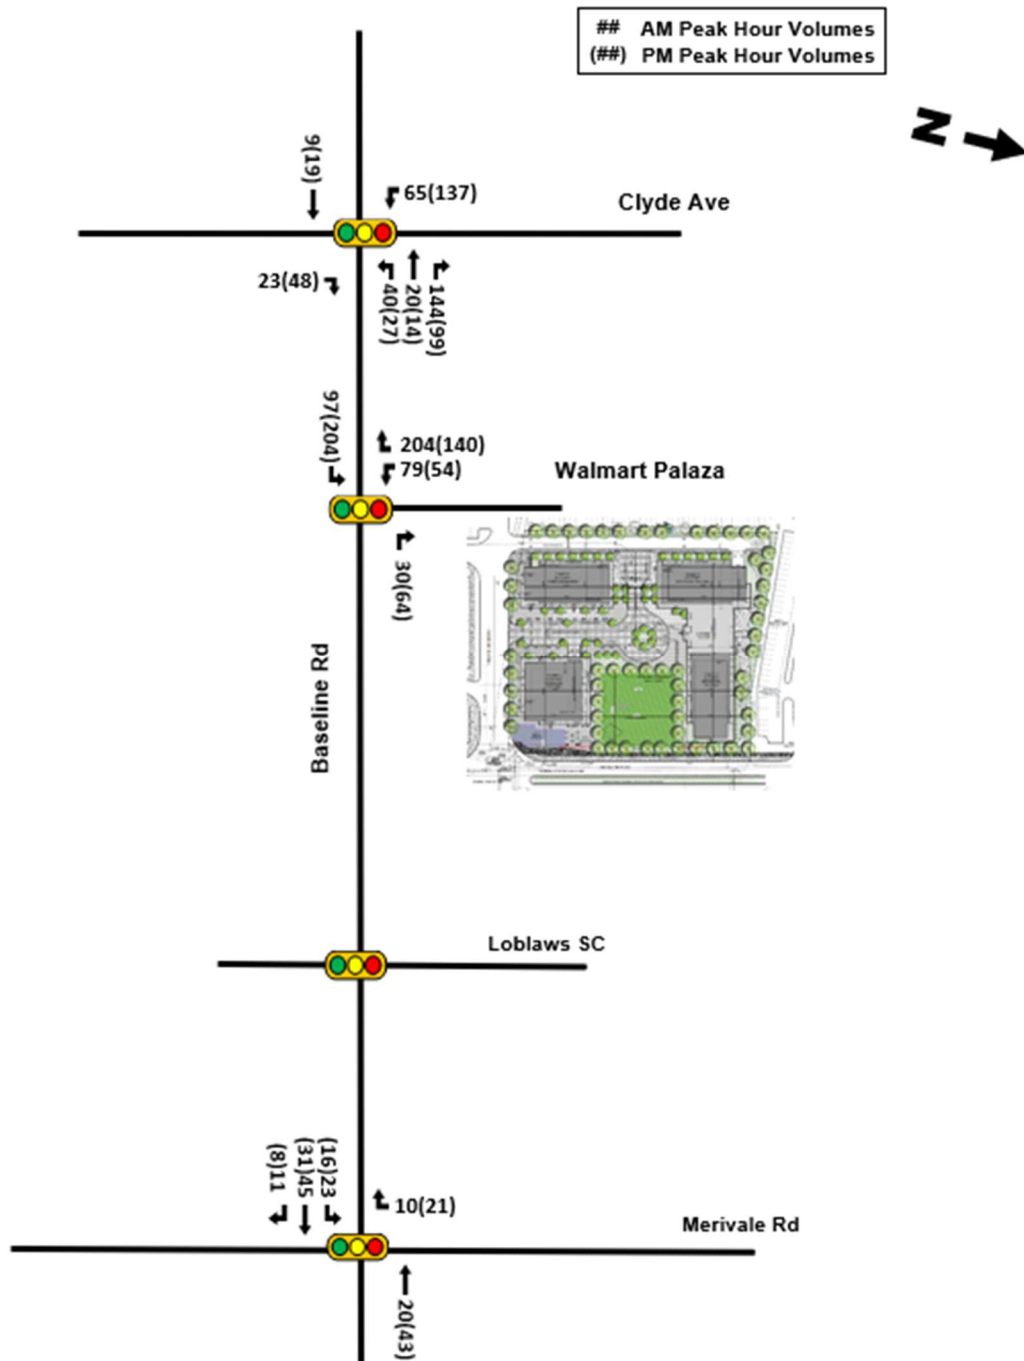 ## AM Peak Hour Volumes
(##) PM Peak Hour Volumes
N
9(19)
65(137)
Clyde Ave
23(48)
40(27)
20(14)
144(99)
97(204)
204(140)
79(54)
Walmart Palaza
30(64)
Baseline Rd
Loblaws SC
(8)11
(31)45
(16)23
10(21)
Merivale Rd
20(43)